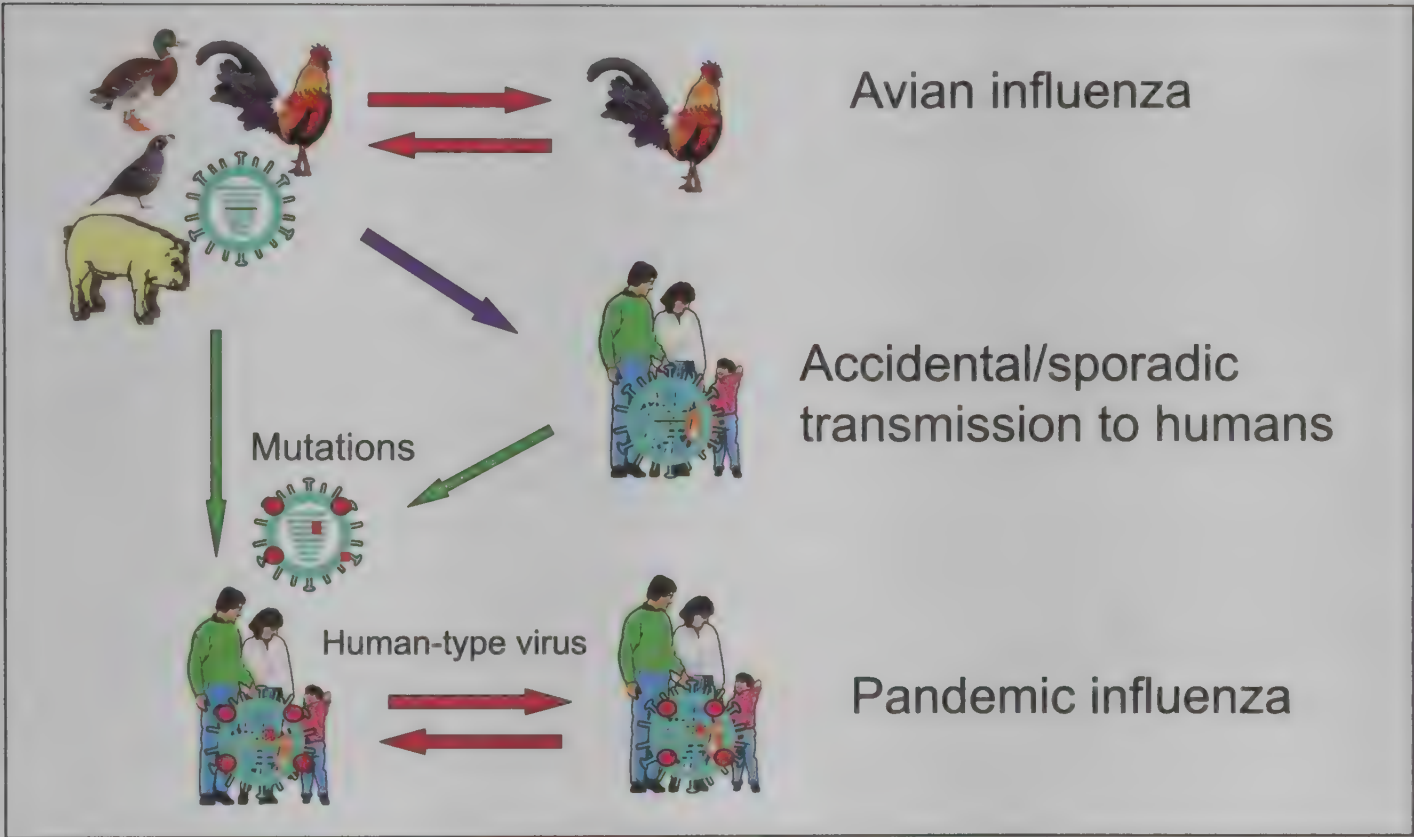 Avian influenza
Accidental/sporadic
transmission to humans
Mutations
Human-type virus
Pandemic influenza